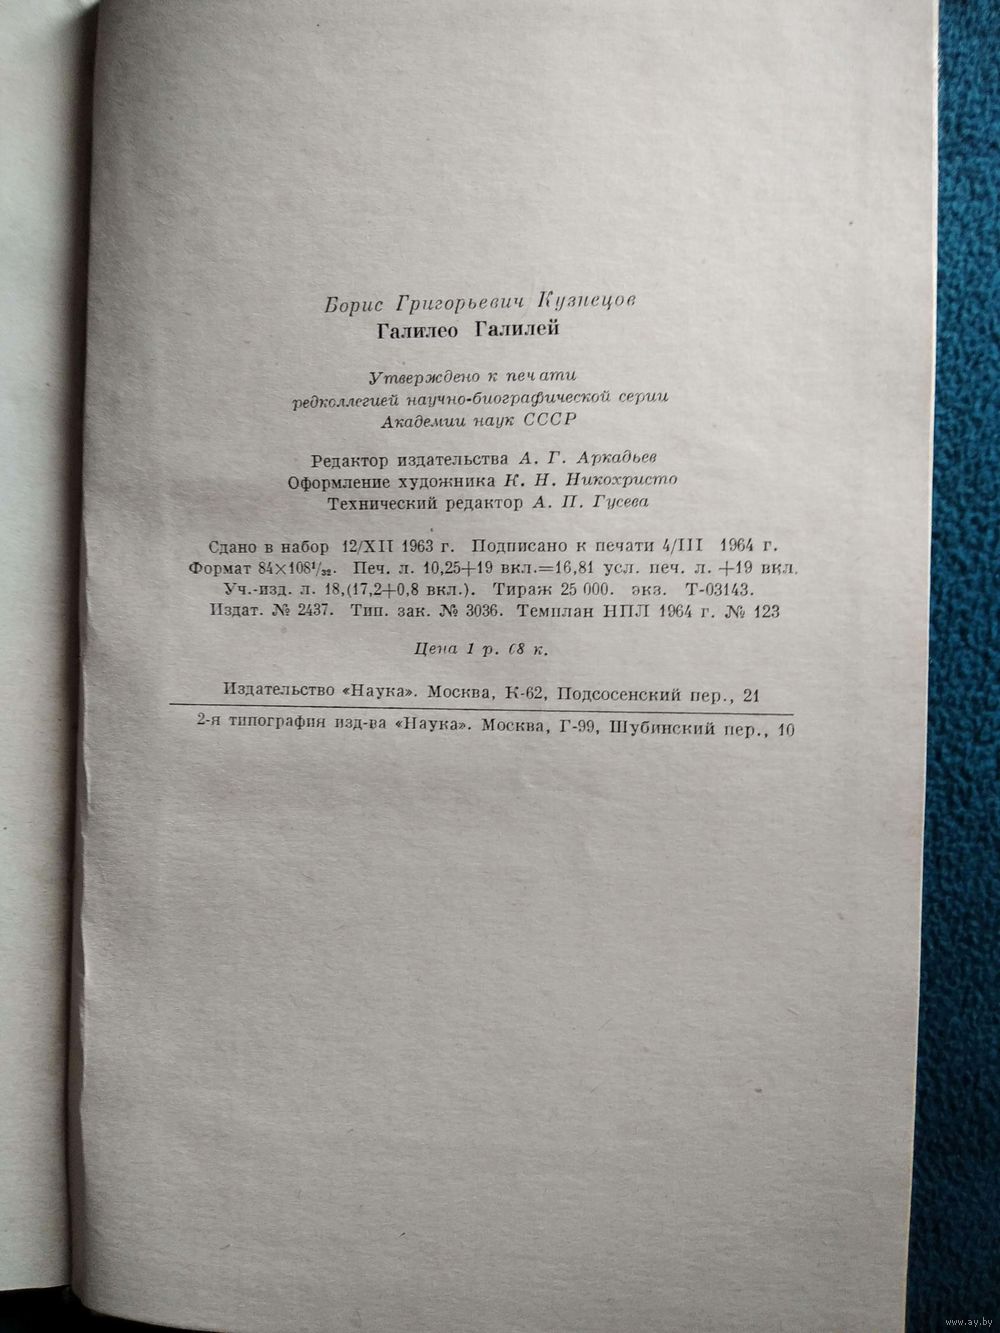 Борис Григорьевич Кузнецов
Галилео Галилей
Утверждено к печати
редколлегией научно-биографической серии
Академии наук СССР
Редактор издательства А. Г. Аркадьев
Оформление художника К. Н. Никохристо
Технический редактор А. П. Гусева
Сдано в набор 12/XII 1963 г. Подписано к печати 4/III 1964 г.
Формат 84×108¹/₃₂. Печ. л. 10,25+19 вкл.=16,81 усл. печ. л. +19 вкл.
Уч.-изд. л. 18,(17,2+0,8 вкл.). Тираж 25 000. экз. Т-03143.
Издат. № 2437. Тип. зак. № 3036. Темплан НПЛ 1964 г. № 123
Цена 1 р. 68 к.
Издательство «Наука». Москва, К-62, Подсосенский пер., 21
2-я типография изд-ва «Наука». Москва, Г-99, Шубинский пер., 10
www.ay.by